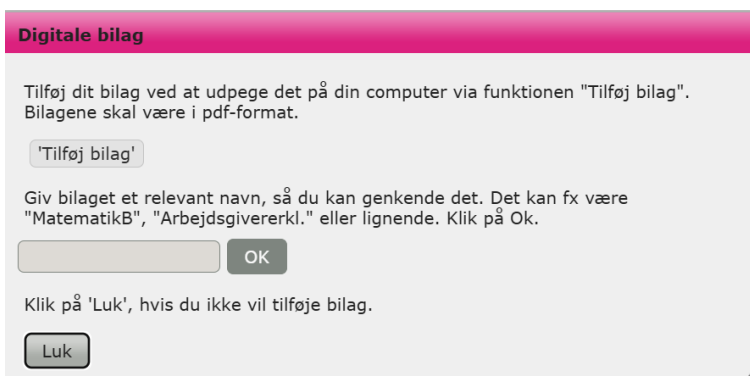 Digitale bilag
Tilføj dit bilag ved at udpege det på din computer via funktionen "Tilføj bilag".
Bilagene skal være i pdf-format.
'Tilføj bilag'
Giv bilaget et relevant navn, så du kan genkende det. Det kan fx være
"MatematikB", "Arbejdsgivererkl." eller lignende. Klik på Ok.
OK
Klik på 'Luk', hvis du ikke vil tilføje bilag.
Luk